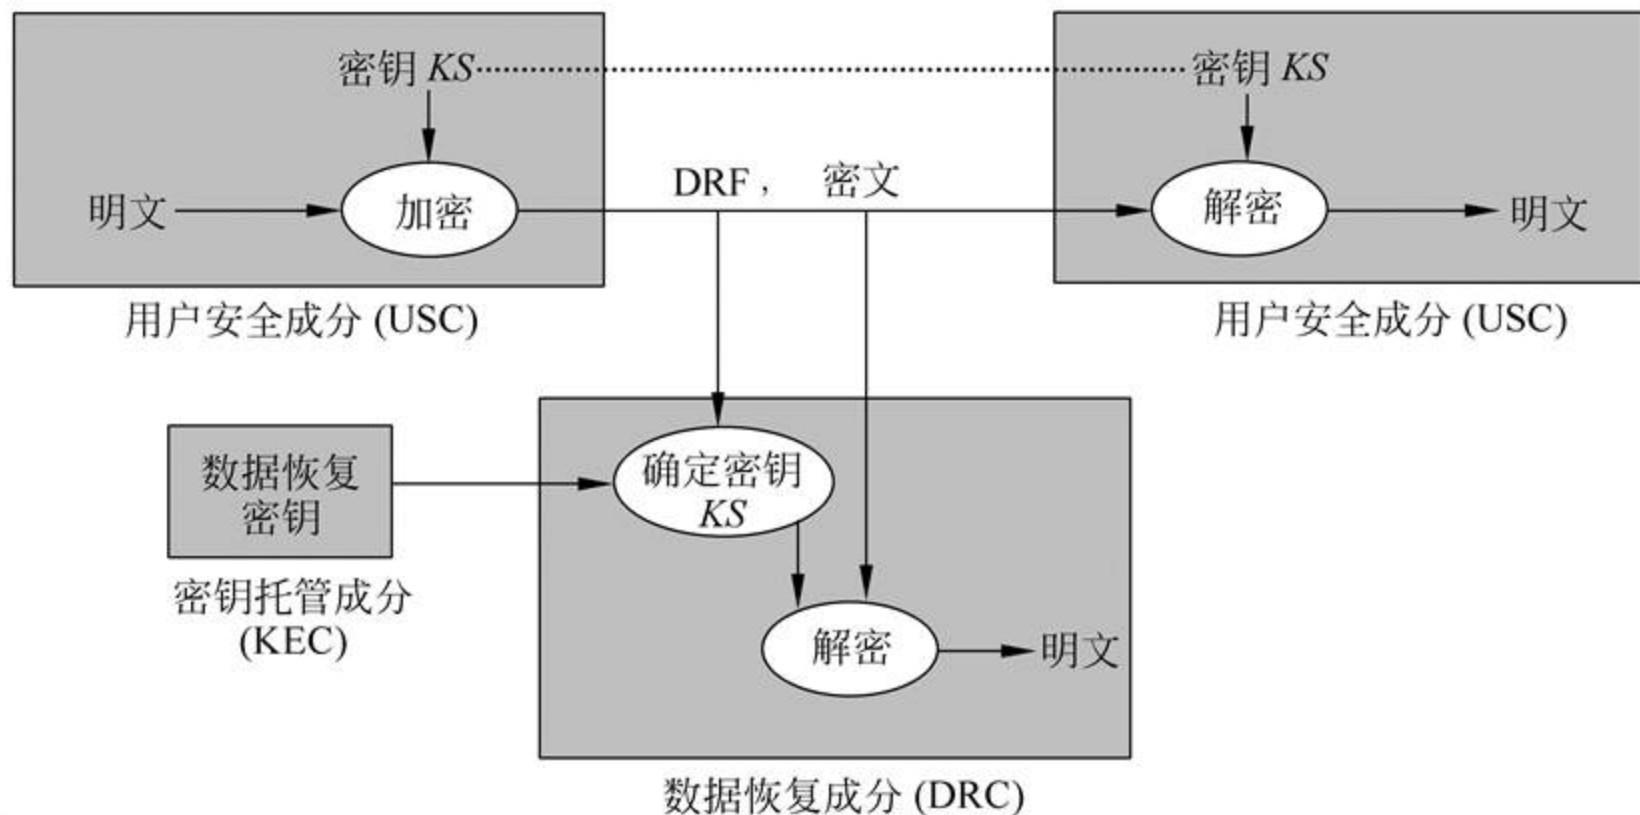 密钥 KS
密钥 KS
DRF， 密文
明文
加密
解密
明文
用户安全成分 (USC)
用户安全成分 (USC)
数据恢复
密钥
确定密钥
KS
密钥托管成分
(KEC)
解密
明文
数据恢复成分 (DRC)